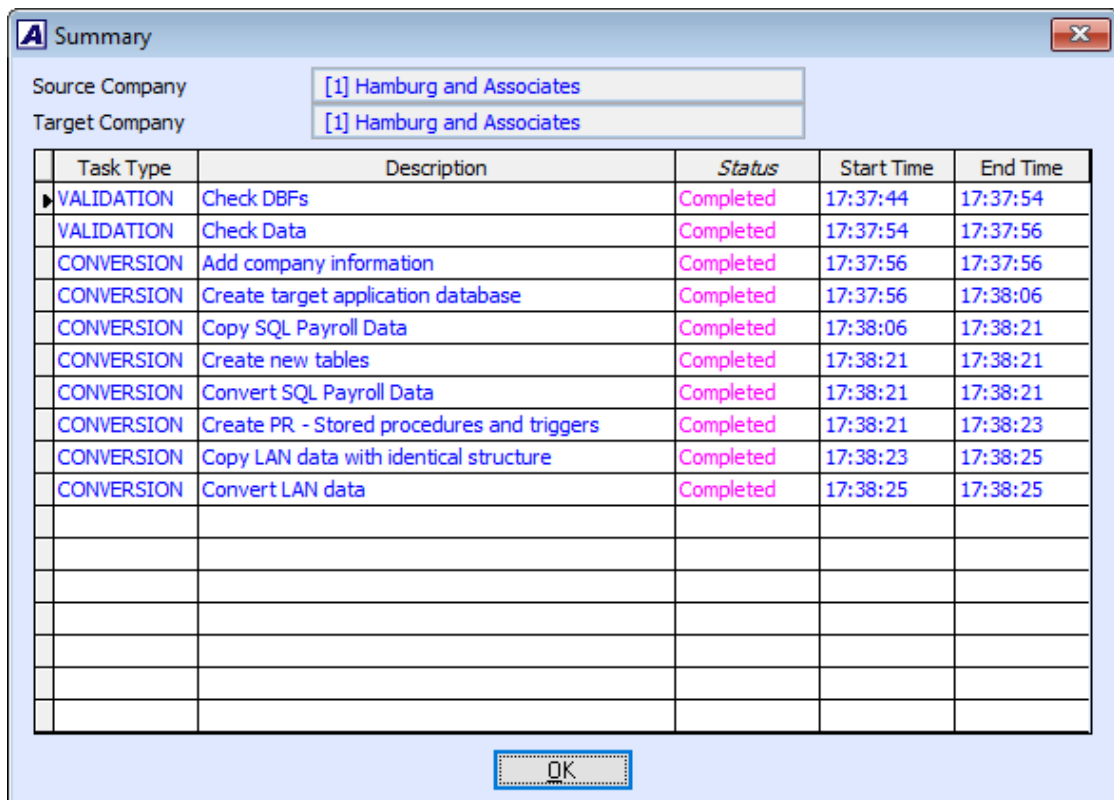 Summary
Source Company [1] Hamburg and Associates
Target Company [1] Hamburg and Associates
Task Type Description Status Start Time End Time
VALIDATION Check DBFs Completed 17:37:44 17:37:54
VALIDATION Check Data Completed 17:37:54 17:37:56
CONVERSION Add company information Completed 17:37:56 17:37:56
CONVERSION Create target application database Completed 17:37:56 17:38:06
CONVERSION Copy SQL Payroll Data Completed 17:38:06 17:38:21
CONVERSION Create new tables Completed 17:38:21 17:38:21
CONVERSION Convert SQL Payroll Data Completed 17:38:21 17:38:21
CONVERSION Create PR - Stored procedures and triggers Completed 17:38:21 17:38:23
CONVERSION Copy LAN data with identical structure Completed 17:38:23 17:38:25
CONVERSION Convert LAN data Completed 17:38:25 17:38:25
OK